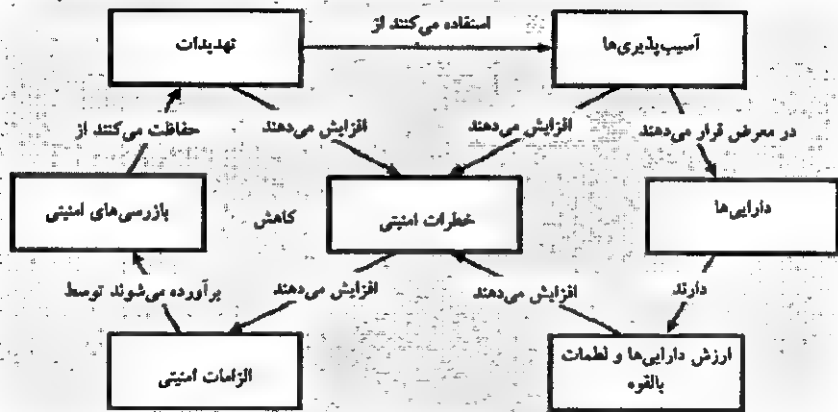 استفاده می‌کنند از
تهدیدات
آسیب‌پذیری‌ها
حفاظت می‌کنند از
افزایش می‌دهند
افزایش می‌دهند
در معرض قرار می‌دهند
بازرسی‌های امنیتی
کاهش
خطرات امنیتی
دارایی‌ها
برآورده می‌شوند توسط
افزایش می‌دهند
افزایش می‌دهند
دارند
الزامات امنیتی
ارزش دارایی‌ها و لطمات
بالقوه